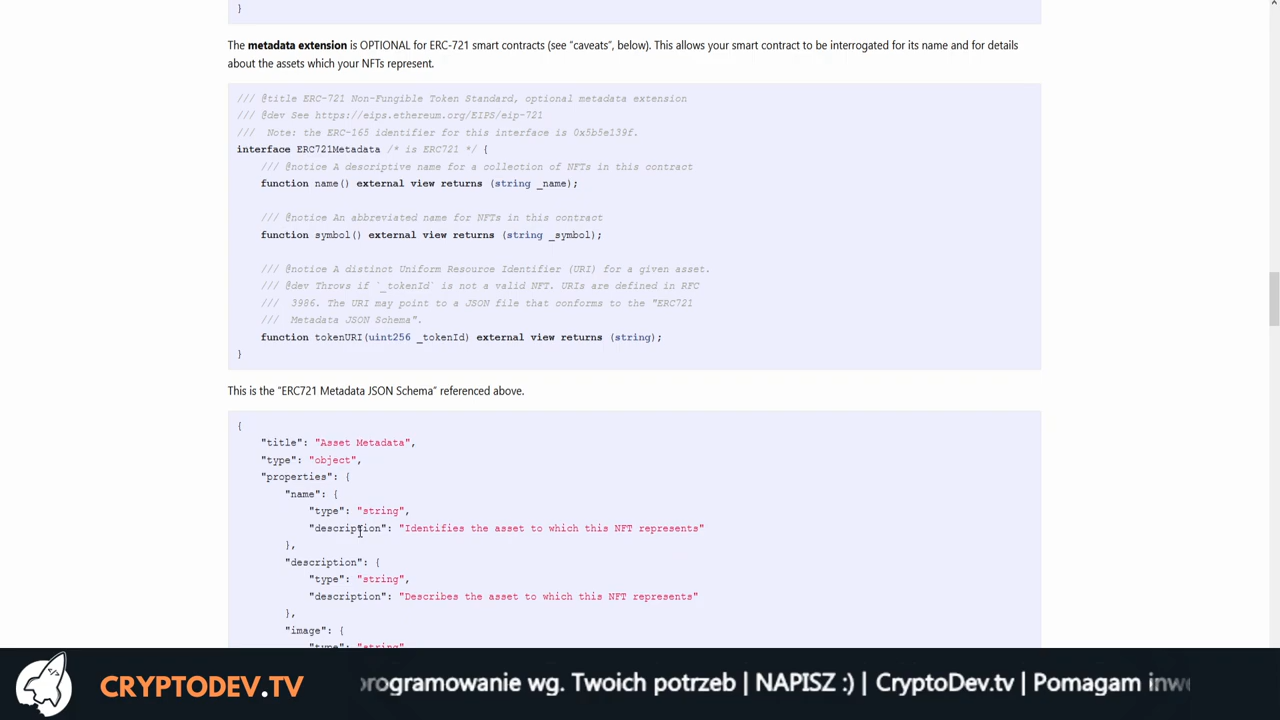 }
The metadata extension is OPTIONAL for ERC-721 smart contracts (see “caveats”, below). This allows your smart contract to be interrogated for its name and for details
about the assets which your NFTs represent.
/// @title ERC-721 Non-Fungible Token Standard, optional metadata extension
/// @dev See https://eips.ethereum.org/EIPS/eip-721
///  Note: the ERC-165 identifier for this interface is 0x5b5e139f.
interface ERC721Metadata /* is ERC721 */ {
/// @notice A descriptive name for a collection of NFTs in this contract
function name() external view returns (string _name);
/// @notice An abbreviated name for NFTs in this contract
function symbol() external view returns (string _symbol);
/// @notice A distinct Uniform Resource Identifier (URI) for a given asset.
/// @dev Throws if `_tokenId` is not a valid NFT. URIs are defined in RFC
///  3986. The URI may point to a JSON file that conforms to the "ERC721
///  Metadata JSON Schema".
function tokenURI(uint256 _tokenId) external view returns (string);
}
This is the “ERC721 Metadata JSON Schema” referenced above.
{
"title": "Asset Metadata",
"type": "object",
"properties": {
"name": {
"type": "string",
"description": "Identifies the asset to which this NFT represents"
},
"description": {
"type": "string",
"description": "Describes the asset to which this NFT represents"
},
"image": {
"type": "string",
CRYPTODEV.TV
programowanie wg. Twoich potrzeb | NAPISZ :) | CryptoDev.tv | Pomagam inwe